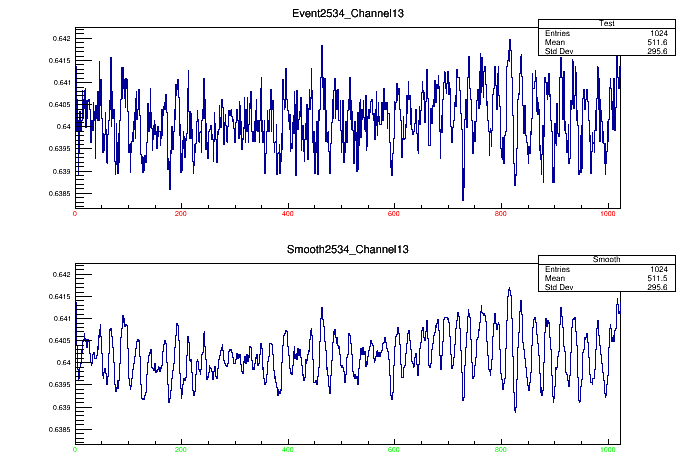 Event2534_Channel13
Test
Entries 1024
Mean 511.6
Std Dev 295.6
0.642
0.6415
0.641
0.6405
0.64
0.6395
0.639
0.6385
0 200 400 600 800 1000
Smooth2534_Channel13
Smooth
Entries 1024
Mean 511.5
Std Dev 295.6
0.642
0.6415
0.641
0.6405
0.64
0.6395
0.639
0.6385
0 200 400 600 800 1000